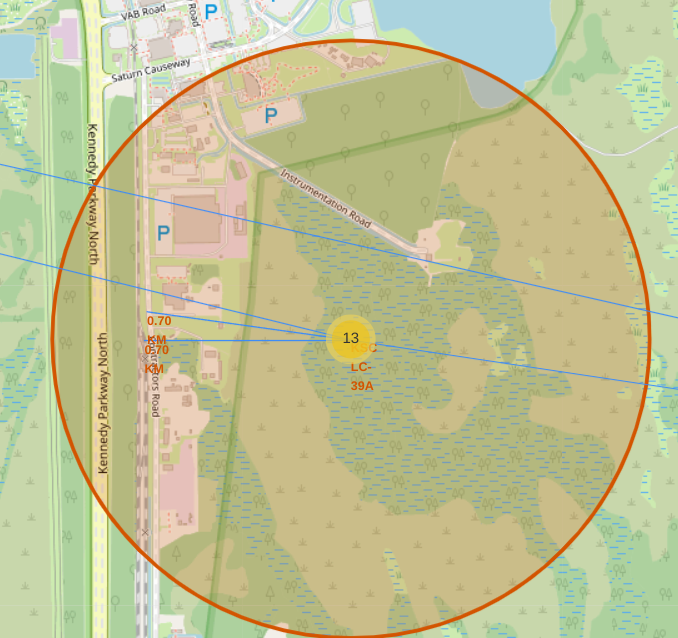 VAB Road
Road
P
Saturn Causeway
P
Kennedy Parkway North
Instrumentation Road
P
0.70
KM
0.70
KM
13
LC-
39A
Kennedy Parkway North
Road